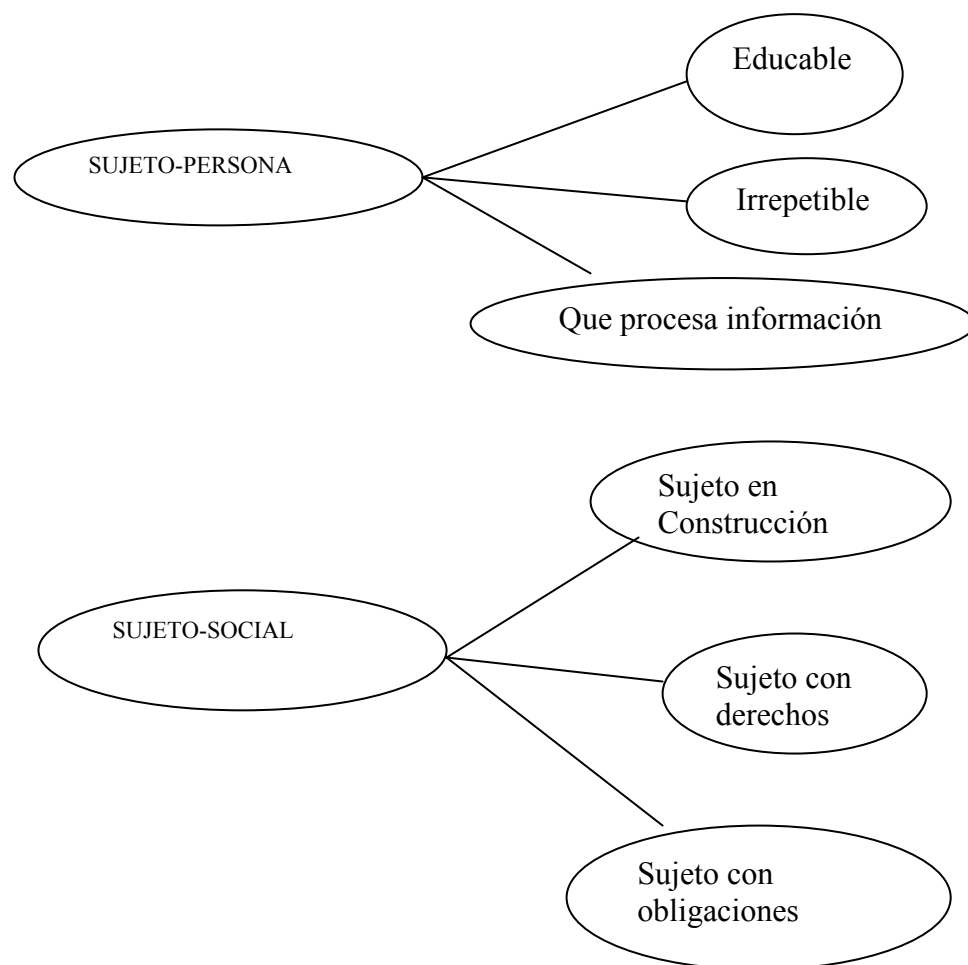 Educable
SUJETO-PERSONA
Irrepetible
Que procesa información
Sujeto en
Construcción
SUJETO-SOCIAL
Sujeto con
derechos
Sujeto con
obligaciones